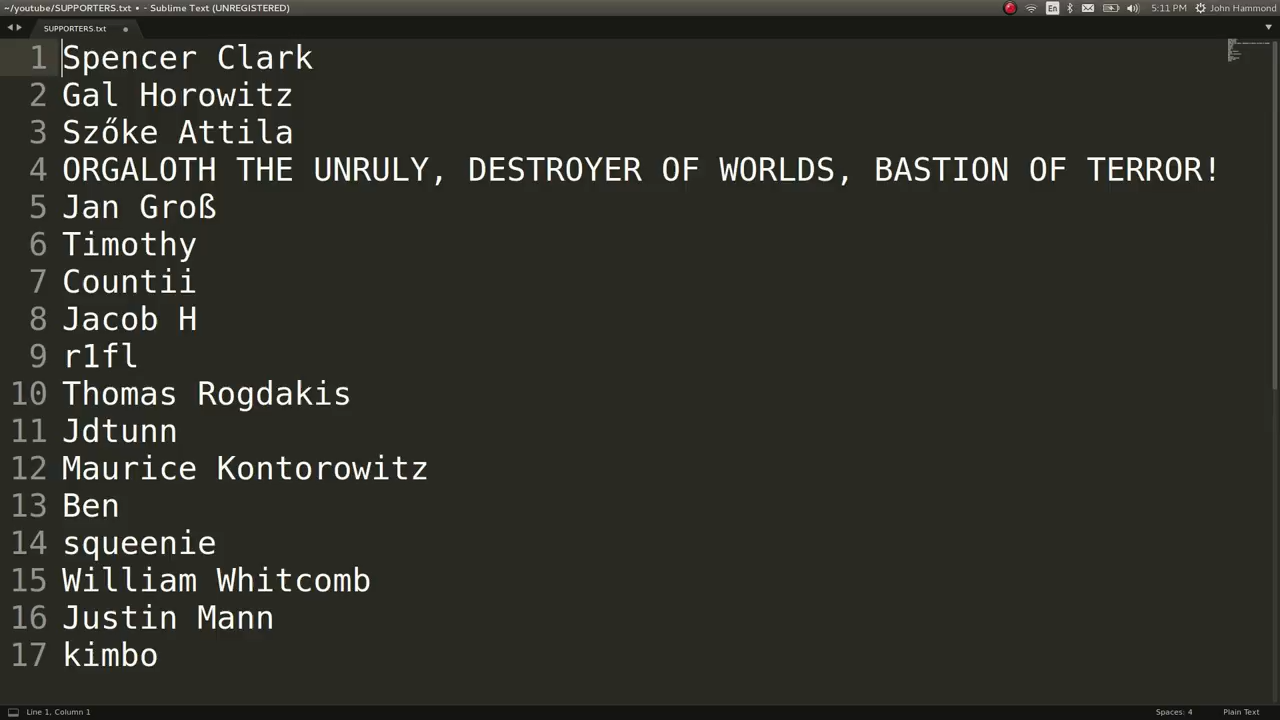 ~/youtube/SUPPORTERS.txt • - Sublime Text (UNREGISTERED)
En
5:11 PM
John Hammond
SUPPORTERS.txt
1 Spencer Clark
2 Gal Horowitz
3 Szőke Attila
4 ORGALOTH THE UNRULY, DESTROYER OF WORLDS, BASTION OF TERROR!
5 Jan Groß
6 Timothy
7 Countii
8 Jacob H
9 r1fl
10 Thomas Rogdakis
11 Jdtunn
12 Maurice Kontorowitz
13 Ben
14 squeenie
15 William Whitcomb
16 Justin Mann
17 kimbo
Line 1, Column 1
Spaces: 4
Plain Text